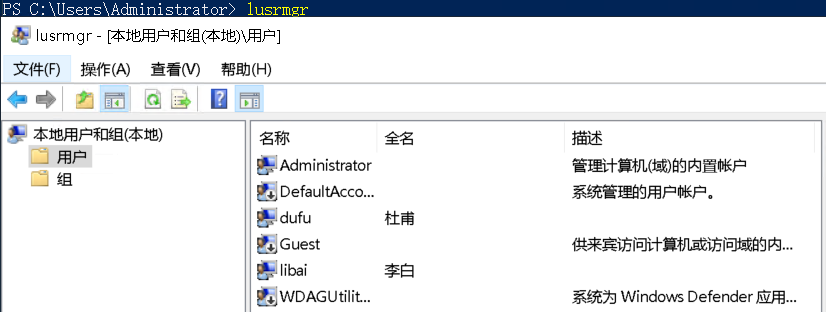 PS C:\Users\Administrator> lusrmgr
lusrmgr - [本地用户和组(本地)\用户]
文件(F) 操作(A) 查看(V) 帮助(H)
本地用户和组(本地)
用户
组
名称 全名 描述
Administrator 管理计算机(域)的内置帐户
DefaultAcco... 系统管理的用户帐户。
dufu 杜甫
Guest 供来宾访问计算机或访问域的内...
libai 李白
WDAGUtilit... 系统为 Windows Defender 应用...